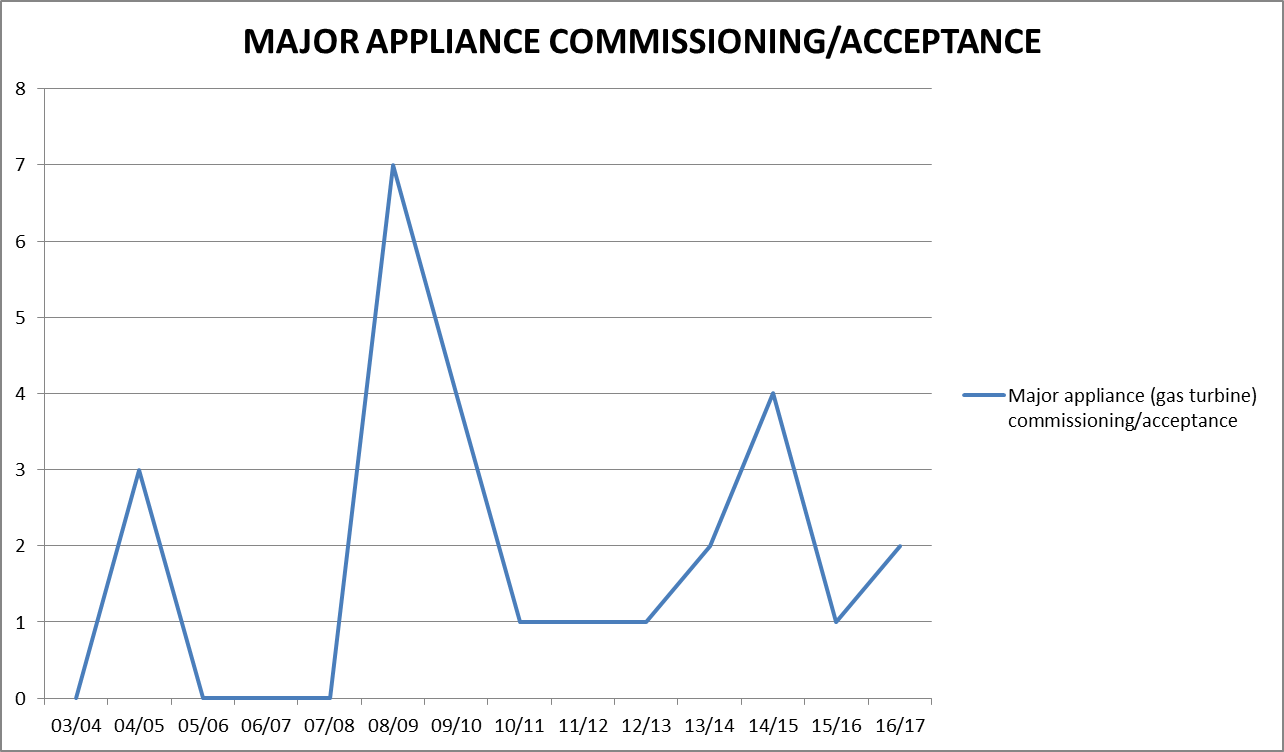 MAJOR APPLIANCE COMMISSIONING/ACCEPTANCE
8
7
6
5
4
3
2
1
0
03/04 04/05 05/06 06/07 07/08 08/09 09/10 10/11 11/12 12/13 13/14 14/15 15/16 16/17
Major appliance (gas turbine)
commissioning/acceptance